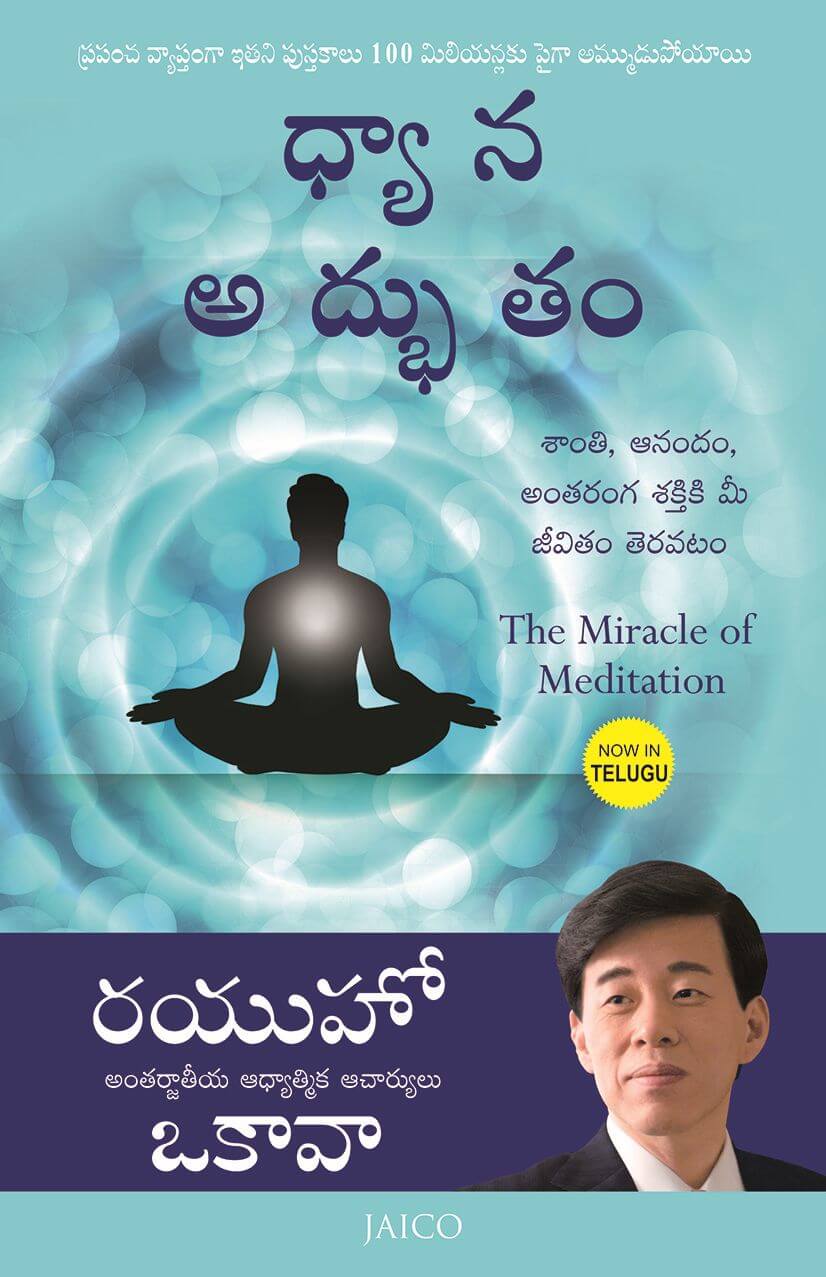 ప్రపంచ వ్యాప్తంగా ఇతని పుస్తకాలు 100 మిలియన్లకు పైగా అమ్ముడుపోయాయి
ధ్యాన
అద్భుతం
శాంతి, ఆనందం,
అంతరంగ శక్తికి మీ
జీవితం తెరవటం
The Miracle of
Meditation
NOW IN
TELUGU
రయుహో
అంతర్జాతీయ ఆధ్యాత్మిక ఆచార్యులు
ఒకావా
JAICO